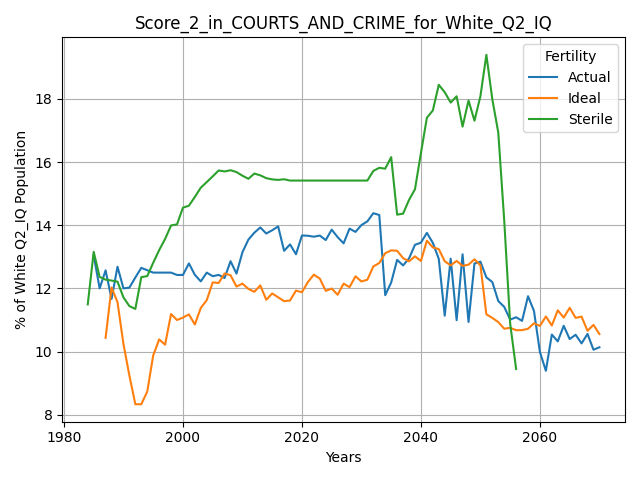 Score_2_in_COURTS_AND_CRIME_for_White_Q2_IQ
% of White Q2_IQ Population
18
16
14
12
10
8
Fertility
Actual
Ideal
Sterile
1980
2000
2020
2040
2060
Years